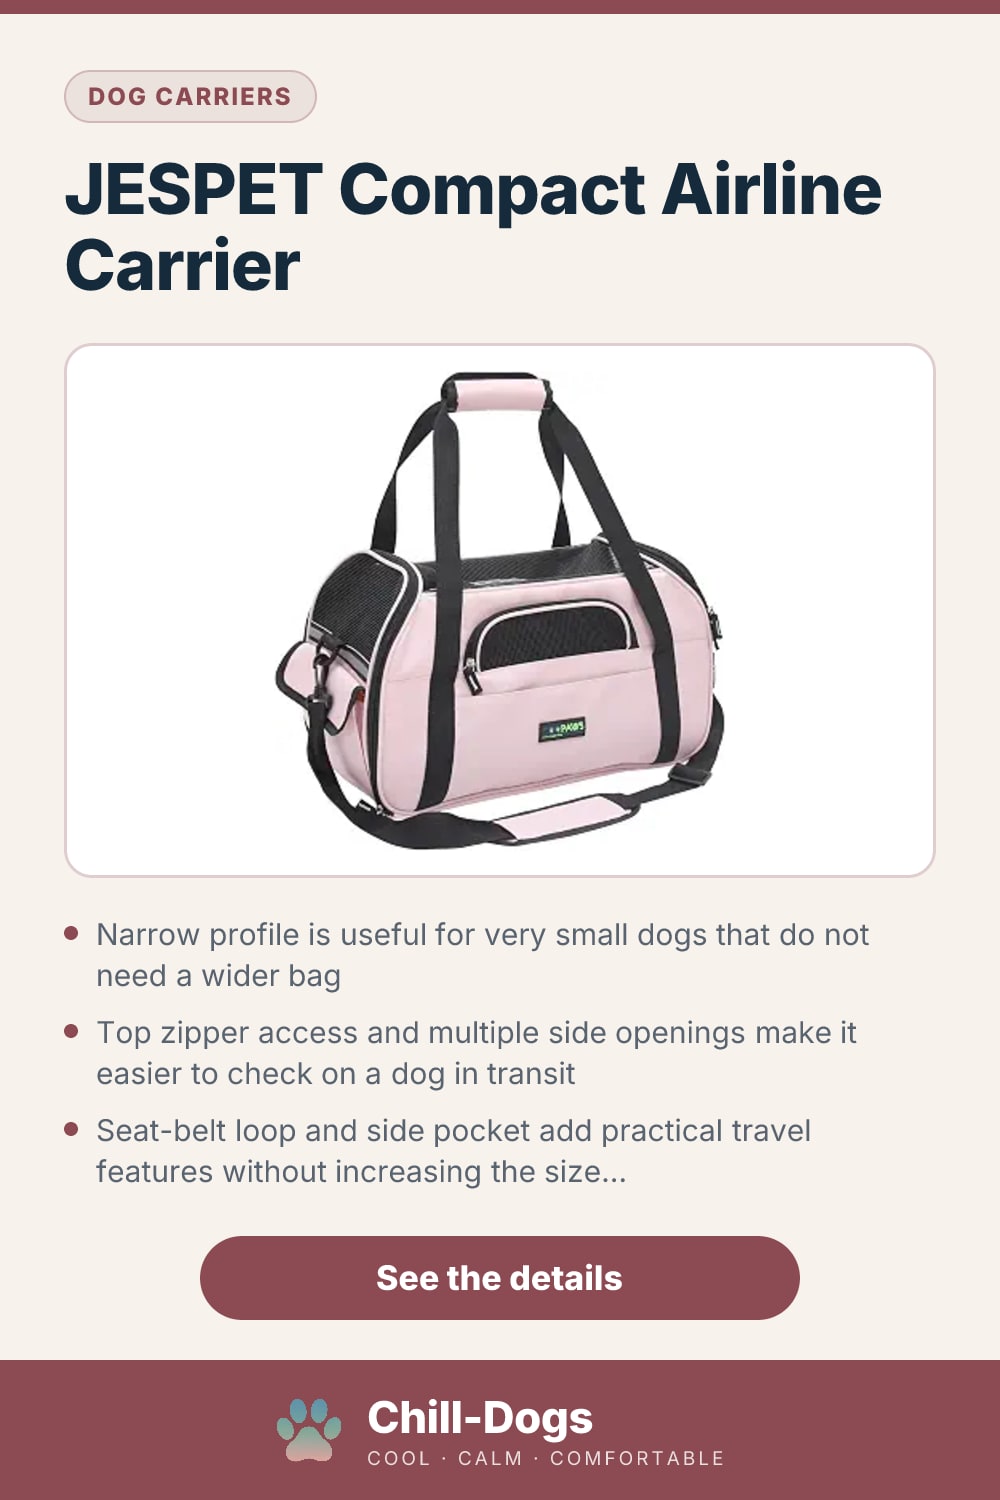 DOG CARRIERS
JESPET Compact Airline
Carrier
PAWS
Narrow profile is useful for very small dogs that do not
need a wider bag
Top zipper access and multiple side openings make it
easier to check on a dog in transit
Seat-belt loop and side pocket add practical travel
features without increasing the size...
See the details
Chill-Dogs
COOL · CALM · COMFORTABLE